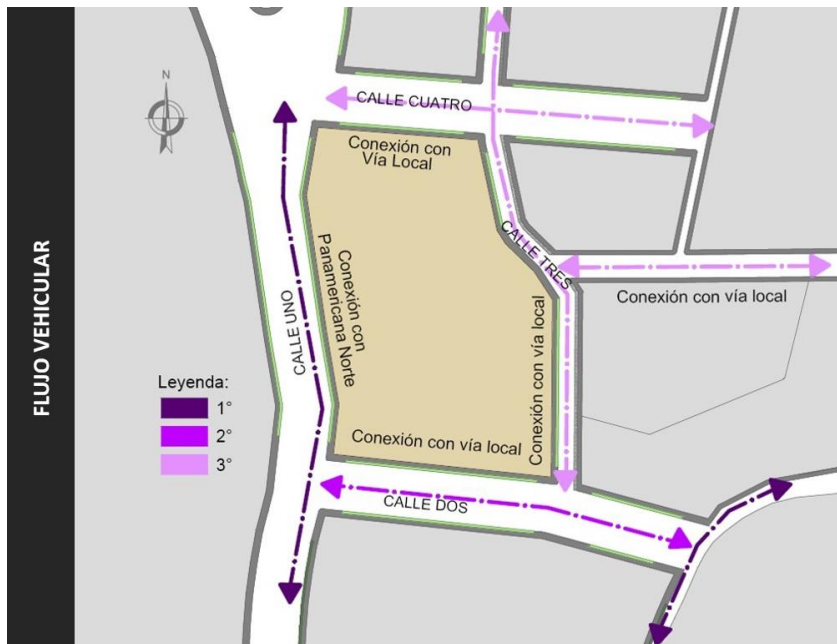 FLUJO VEHICULAR
N
CALLE CUATRO
Conexión con
Vía Local
CALLE TRES
Conexión con
Panamericana Norte
CALLE UNO
Conexión con vía local
Conexión con vía local
Leyenda:
1°
2°
3°
Conexión con vía local
CALLE DOS